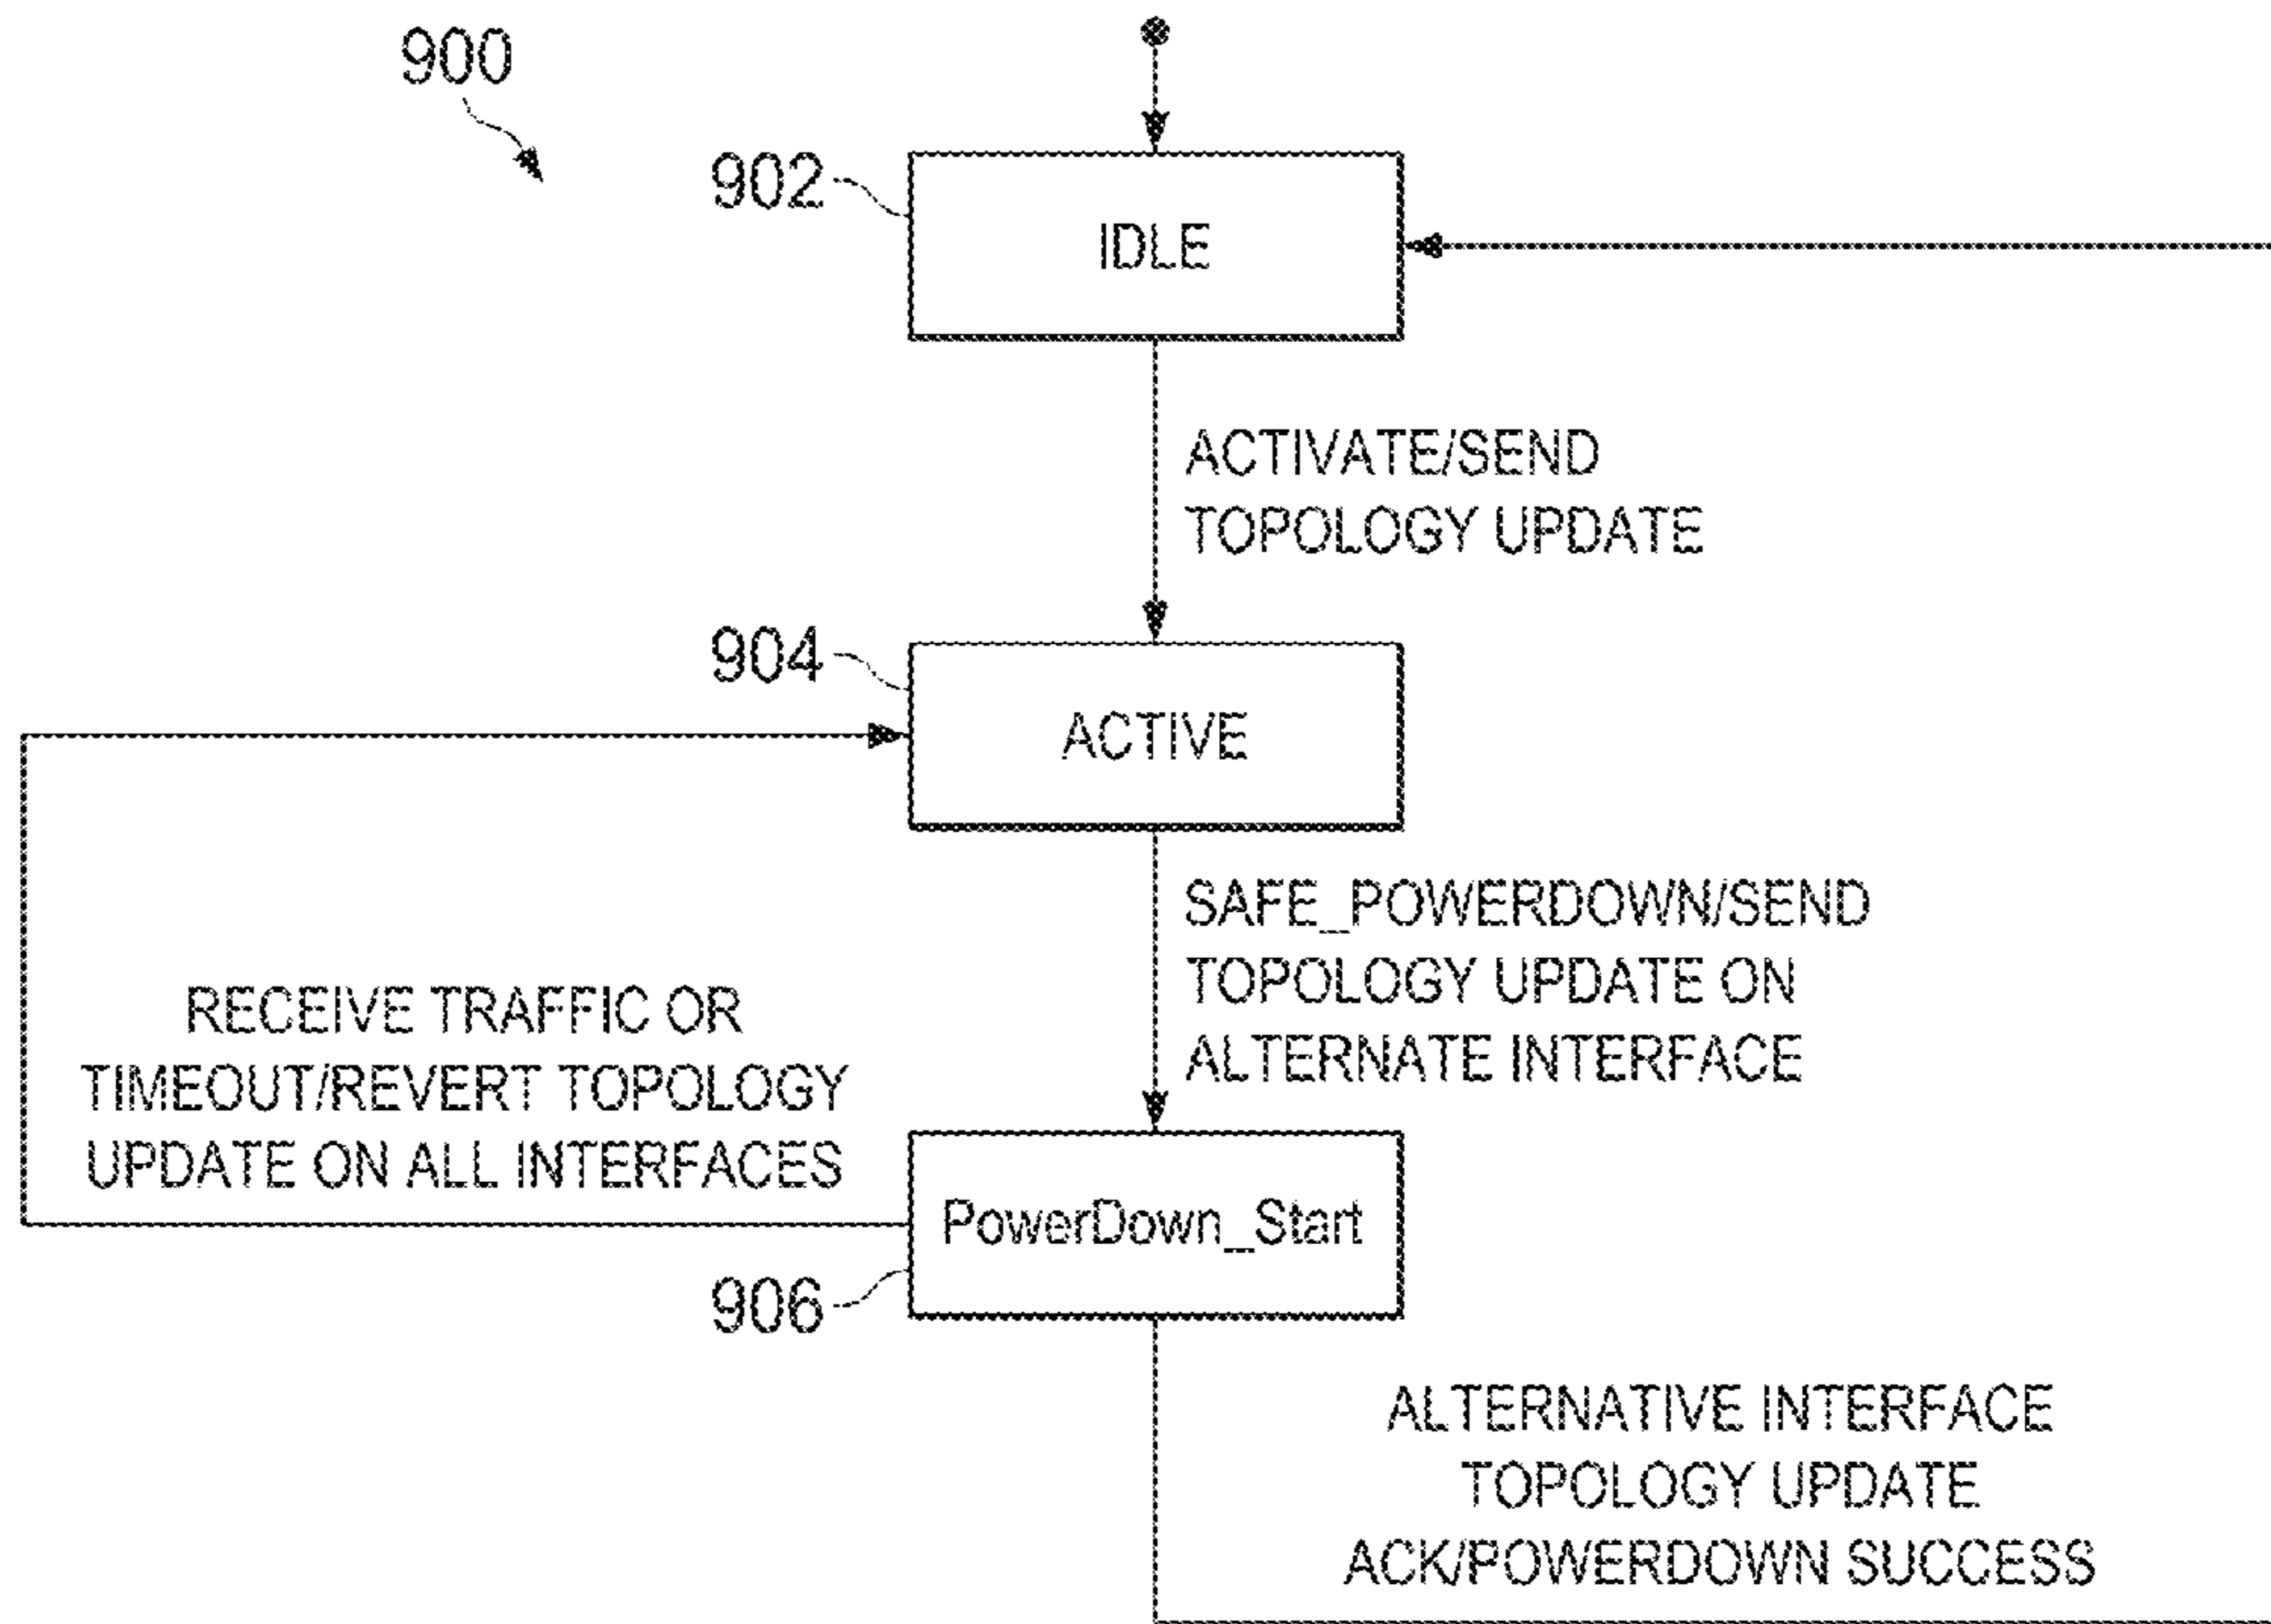 900
902
IDLE
ACTIVATE/SEND
TOPOLOGY UPDATE
904
ACTIVE
SAFE_POWERDOWN/SEND
TOPOLOGY UPDATE ON
ALTERNATE INTERFACE
RECEIVE TRAFFIC OR
TIMEOUT/REVERT TOPOLOGY
UPDATE ON ALL INTERFACES
PowerDown_Start
906
ALTERNATIVE INTERFACE
TOPOLOGY UPDATE
ACK/POWERDOWN SUCCESS